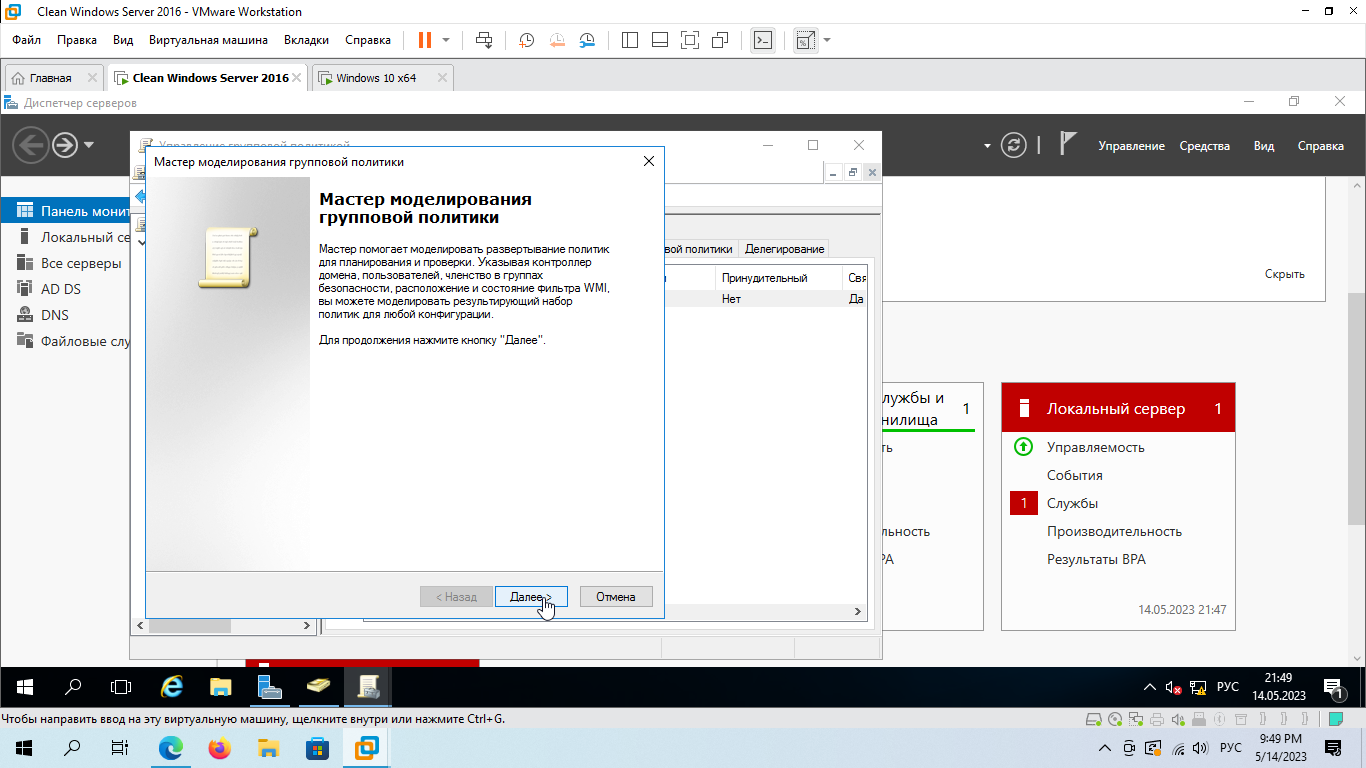 Clean Windows Server 2016 - VMware Workstation
Файл Правка Вид Виртуальная машина Вкладки Справка
Главная Clean Windows Server 2016 Windows 10 x64
Диспетчер серверов
Управление групповой политикой
Управление Средства Вид Справка
Мастер моделирования групповой политики
Мастер моделирования
групповой политики
Мастер помогает моделировать развертывание политик
для планирования и проверки. Указывая контроллер
домена, пользователей, членство в группах
безопасности, расположение и состояние фильтра WMI,
вы можете моделировать результирующий набор
политик для любой конфигурации.
Для продолжения нажмите кнопку "Далее".
< Назад Далее > Отмена
Панель мони
Локальный се
Все серверы
AD DS
DNS
Файловые слу
вой политики Делегирование
Принудительный Свя
Нет Да
Скрыть
лужбы и 1
нилища
ть
льность
РА
Локальный сервер 1
Управляемость
События
1 Службы
Производительность
Результаты BPA
14.05.2023 21:47
РУС 21:49
14.05.2023
1
Чтобы направить ввод на эту виртуальную машину, щелкните внутри или нажмите Ctrl+G.
РУС 9:49 PM
5/14/2023